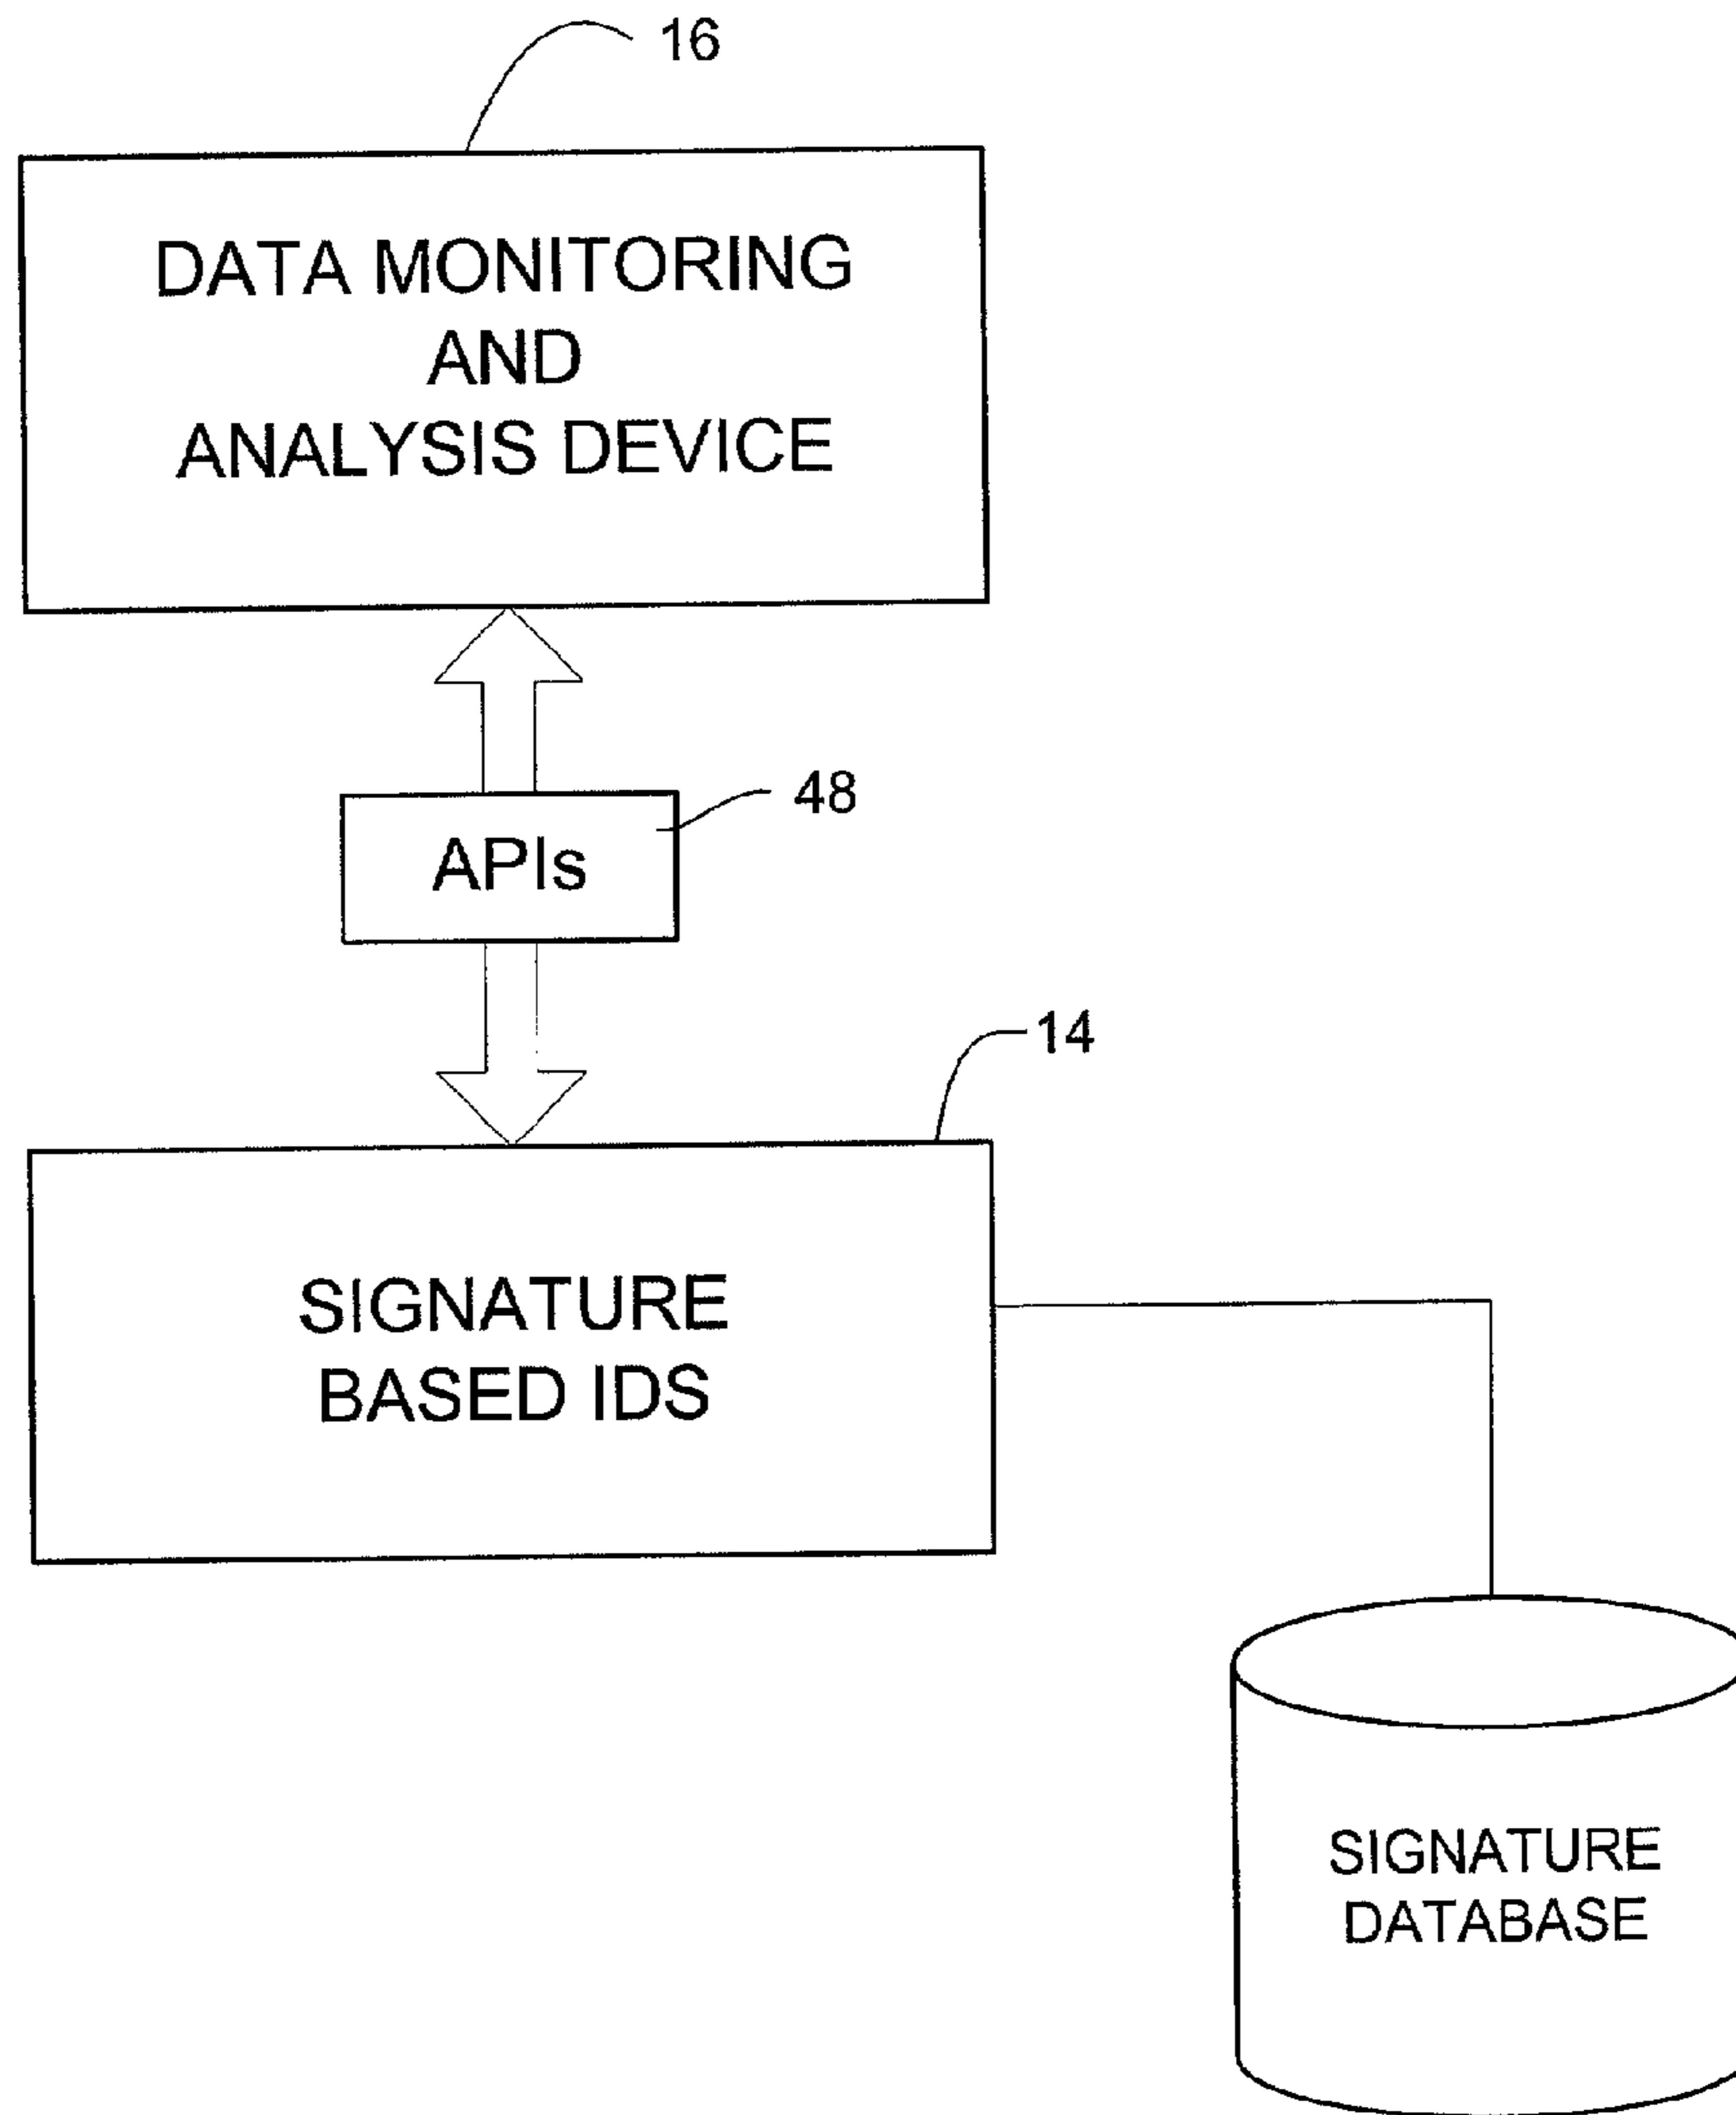 16
DATA MONITORING
AND
ANALYSIS DEVICE
48
APIs
14
SIGNATURE
BASED IDS
SIGNATURE
DATABASE